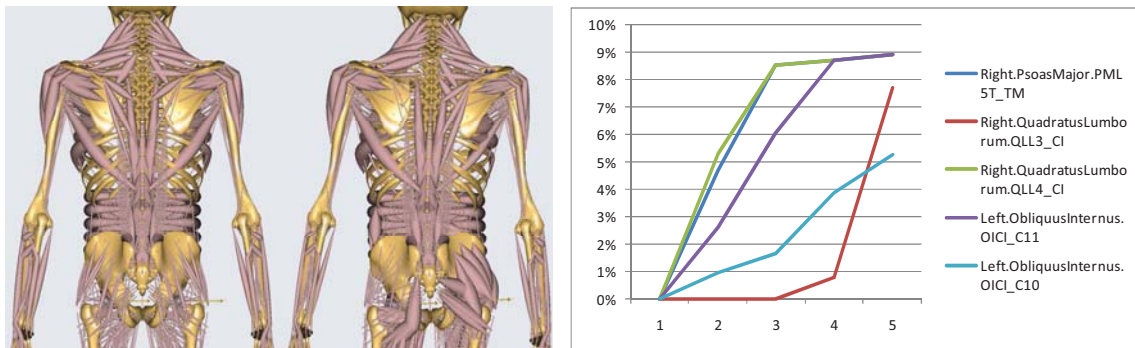 10%
9%
8%
7%
6%
5%
4%
3%
2%
1%
0%
1 2 3 4 5
Right.PsoasMajor.PML
5T_TM
Right.QuadratusLumbo
rum.QLL3_CI
Right.QuadratusLumbo
rum.QLL4_CI
Left.ObliquusInternus.
OICI_C11
Left.ObliquusInternus.
OICI_C10